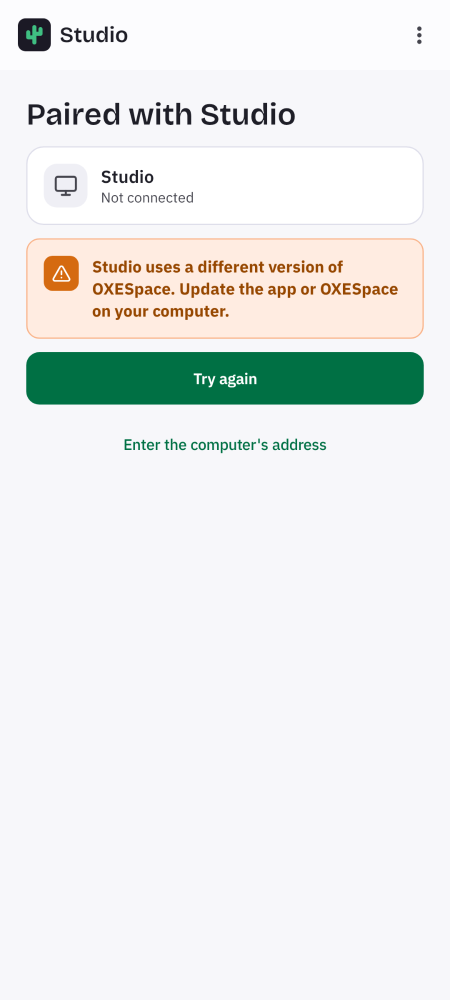 Studio
Paired with Studio
Studio
Not connected
Studio uses a different version of
OXESpace. Update the app or OXESpace
on your computer.
Try again
Enter the computer's address